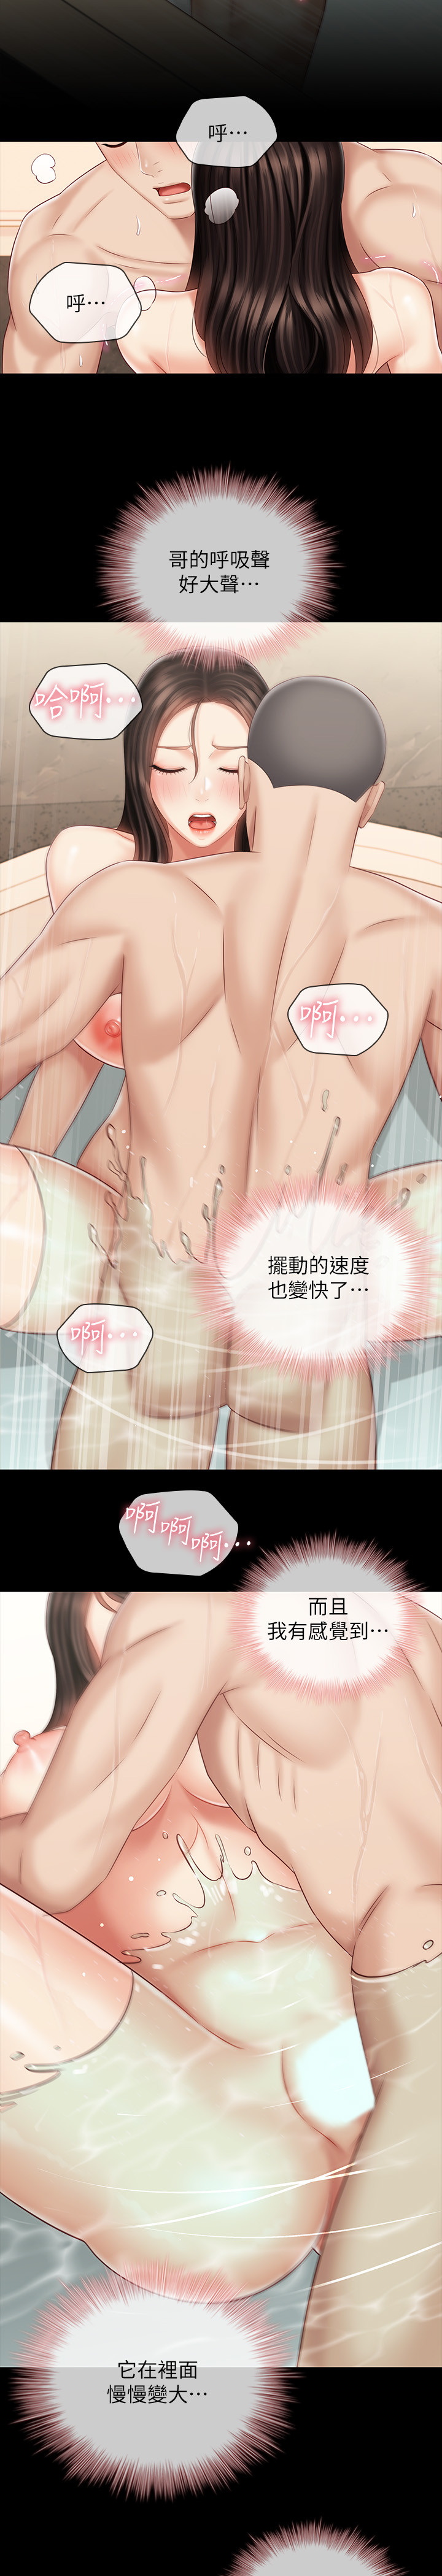 呼⋯
呼⋯
哥的呼吸聲
好大聲⋯
哈啊⋯
啊⋯
擺動的速度
也變快了⋯
啊⋯
啊啊啊⋯
而且
我有感覺到⋯
它在裡面
慢慢變大⋯